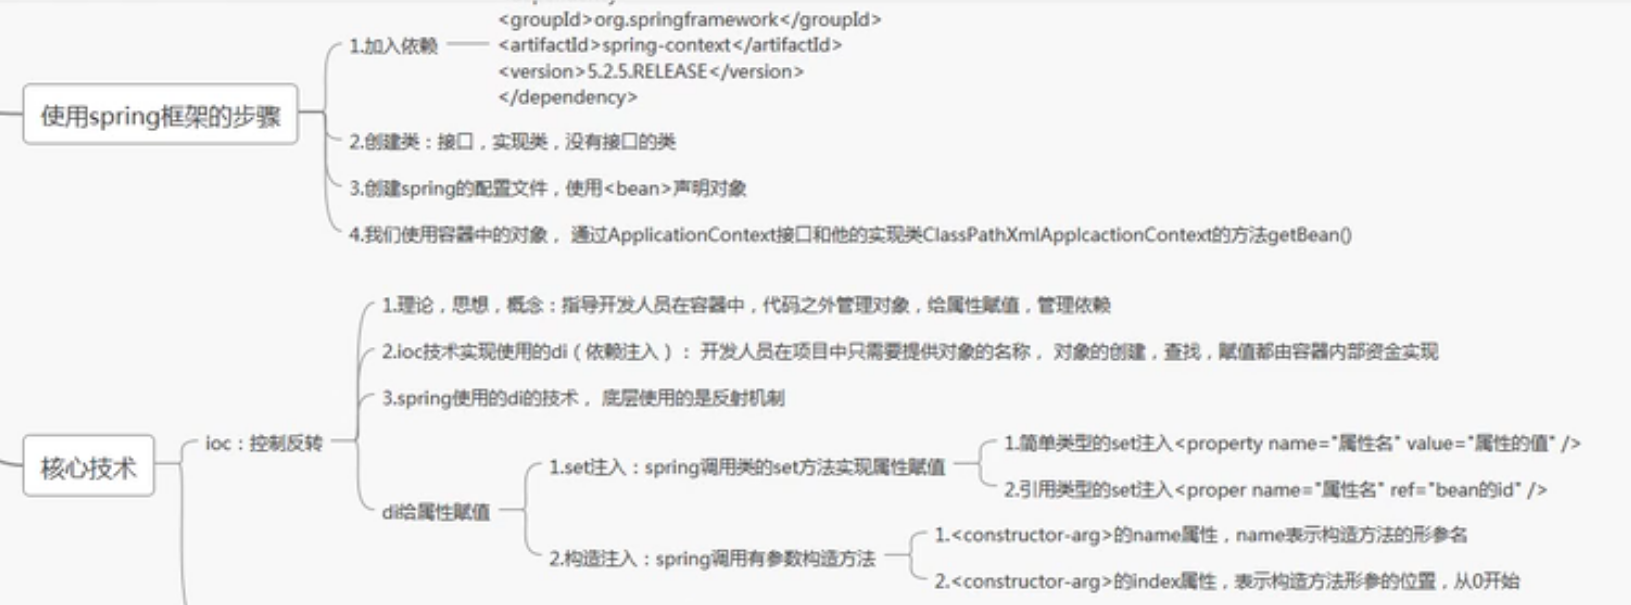 <groupId>org.springframework</groupId>
1.加入依赖
<artifactId>spring-context</artifactId>
<version>5.2.5.RELEASE</version>
</dependency>
使用spring框架的步骤
2.创建类：接口，实现类，没有接口的类
3.创建spring的配置文件，使用<bean>声明对象
4.我们使用容器中的对象， 通过ApplicationContext接口和他的实现类ClassPathXmlApplcactionContext的方法getBean()
1.理论，思想，概念：指导开发人员在容器中，代码之外管理对象，给属性赋值，管理依赖
2.ioc技术实现使用的di（依赖注入）： 开发人员在项目中只需要提供对象的名称， 对象的创建，查找，赋值都由容器内部资金实现
3.spring使用的di的技术， 底层使用的是反射机制
ioc：控制反转
核心技术
di给属性赋值
1.set注入：spring调用类的set方法实现属性赋值
1.简单类型的set注入<property name="属性名" value="属性的值" />
2.引用类型的set注入<proper name="属性名" ref="bean的id" />
2.构造注入：spring调用有参数构造方法
1.<constructor-arg>的name属性，name表示构造方法的形参名
2.<constructor-arg>的index属性，表示构造方法形参的位置，从0开始